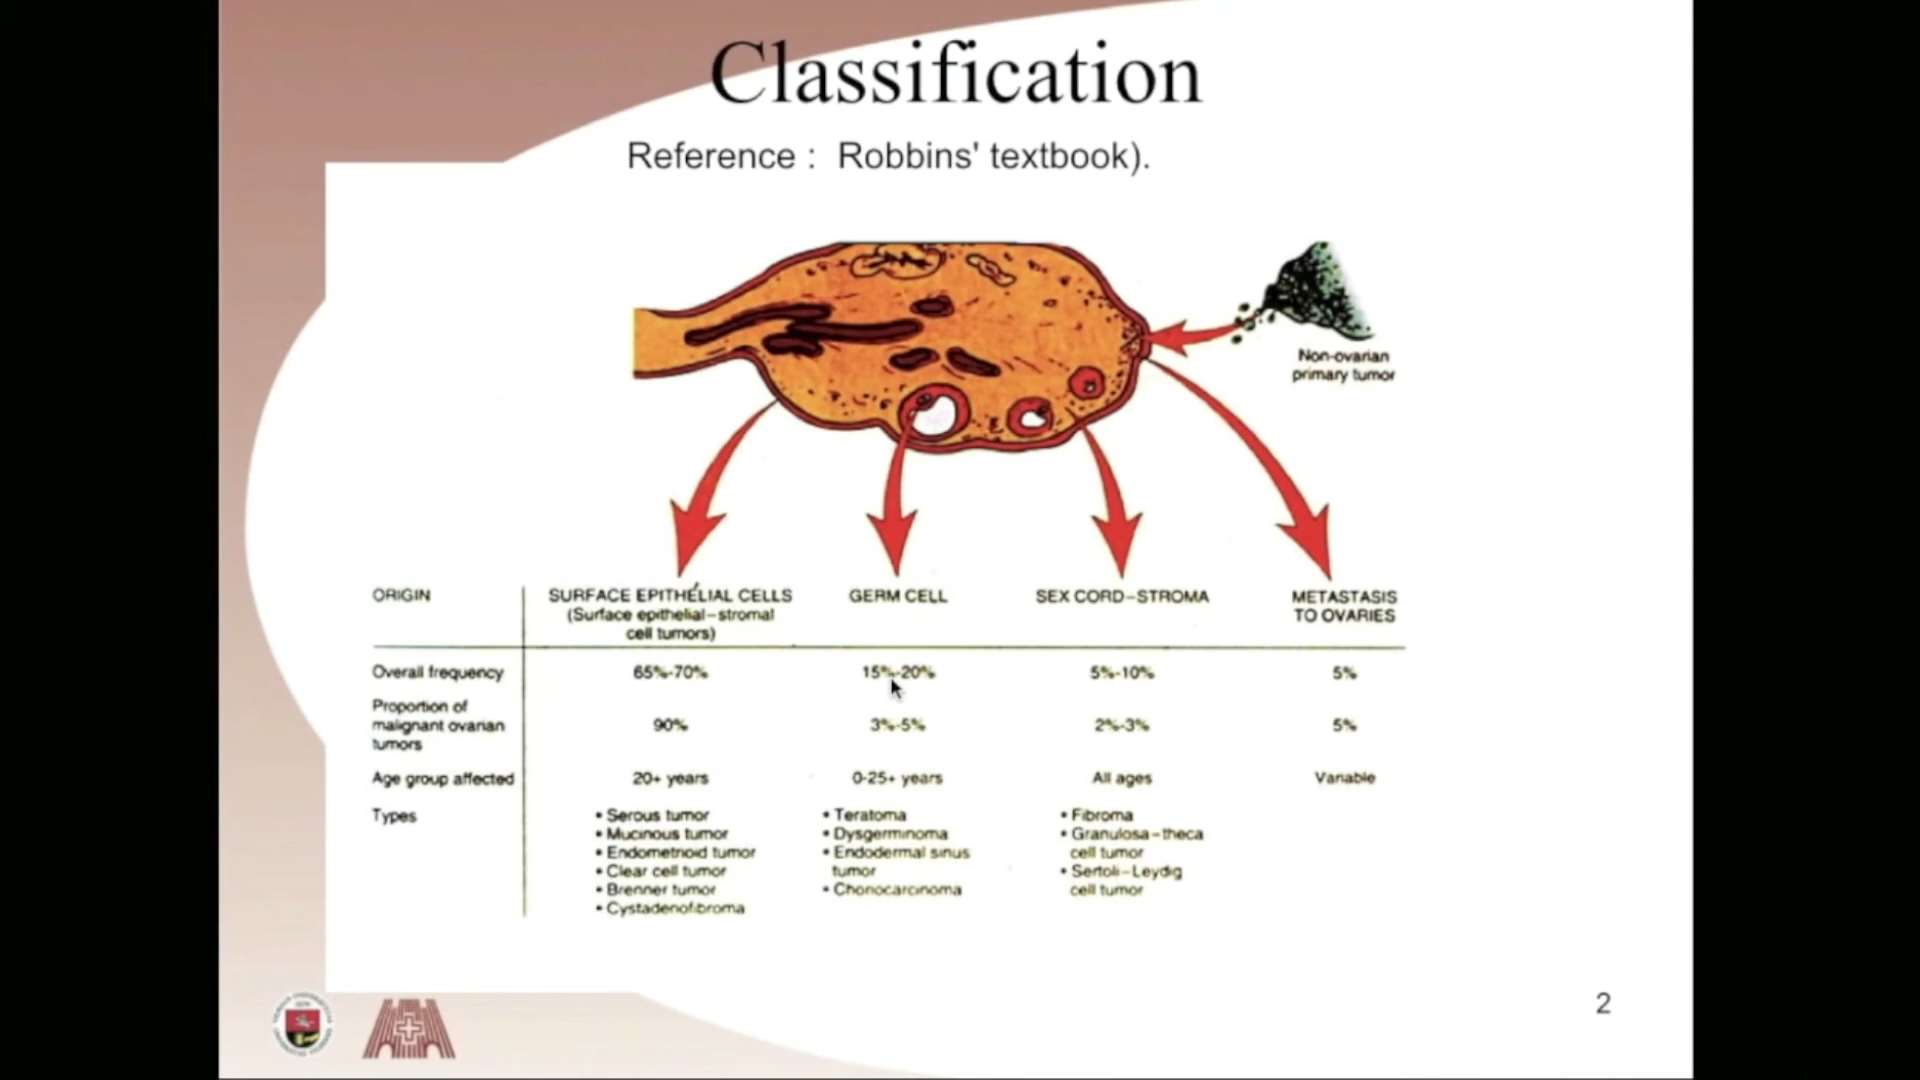 Classification
Reference : Robbins' textbook).
Non-ovarian
primary tumor
ORIGIN
SURFACE EPITHELIAL CELLS
(Surface epithelial–stromal
cell tumors)
GERM CELL
SEX CORD–STROMA
METASTASIS
TO OVARIES
Overall frequency
65%-70%
15%-20%
5%-10%
5%
Proportion of
malignant ovarian
tumors
90%
3%-5%
2%-3%
5%
Age group affected
20+ years
0-25+ years
All ages
Variable
Types
• Serous tumor
• Mucinous tumor
• Endometrioid tumor
• Clear cell tumor
• Brenner tumor
• Cystadenofibroma
• Teratoma
• Dysgerminoma
• Endodermal sinus
tumor
• Choriocarcinoma
• Fibroma
• Granulosa–theca
cell tumor
• Sertoli–Leydig
cell tumor
2